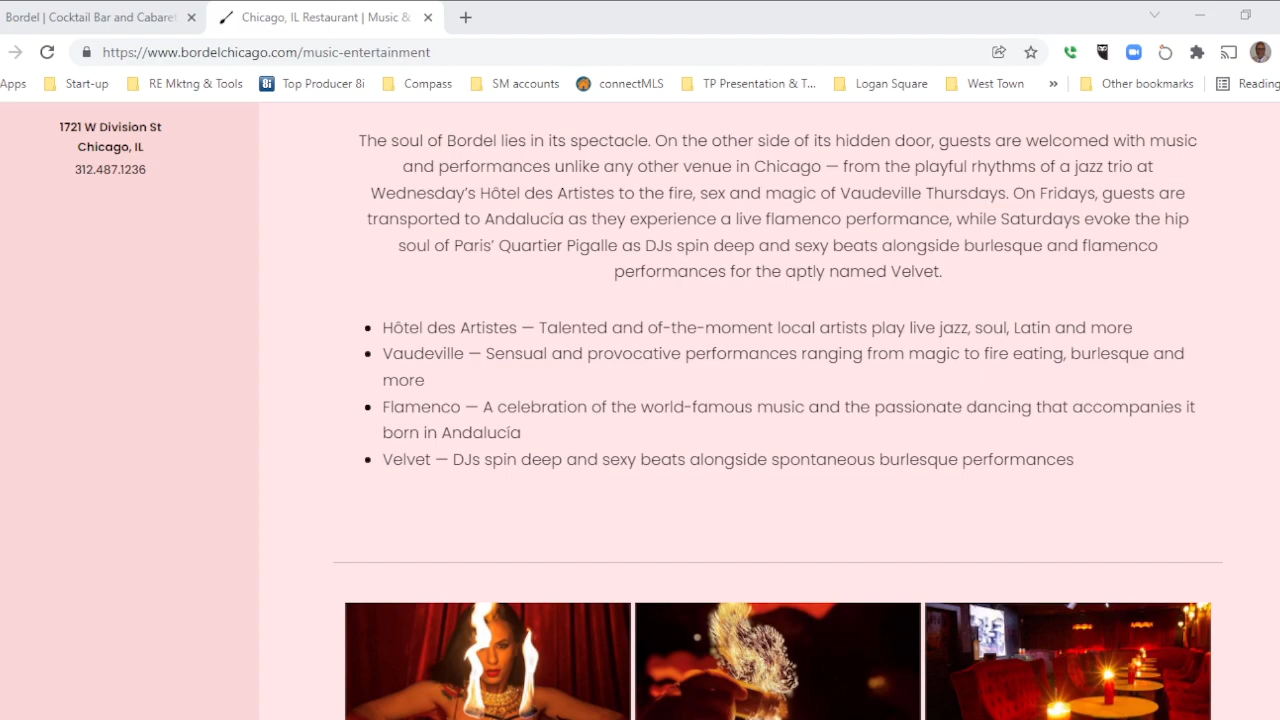 Bordel | Cocktail Bar and Cabaret
Chicago, IL Restaurant | Music &
https://www.bordelchicago.com/music-entertainment
Apps Start-up RE Mktng & Tools Top Producer 8i Compass SM accounts connectMLS TP Presentation & T... Logan Square West Town » Other bookmarks Reading
1721 W Division St
Chicago, IL
312.487.1236
The soul of Bordel lies in its spectacle. On the other side of its hidden door, guests are welcomed with music
and performances unlike any other venue in Chicago — from the playful rhythms of a jazz trio at
Wednesday’s Hôtel des Artistes to the fire, sex and magic of Vaudeville Thursdays. On Fridays, guests are
transported to Andalucía as they experience a live flamenco performance, while Saturdays evoke the hip
soul of Paris’ Quartier Pigalle as DJs spin deep and sexy beats alongside burlesque and flamenco
performances for the aptly named Velvet.
• Hôtel des Artistes — Talented and of-the-moment local artists play live jazz, soul, Latin and more
• Vaudeville — Sensual and provocative performances ranging from magic to fire eating, burlesque and
more
• Flamenco — A celebration of the world-famous music and the passionate dancing that accompanies it
born in Andalucía
• Velvet — DJs spin deep and sexy beats alongside spontaneous burlesque performances